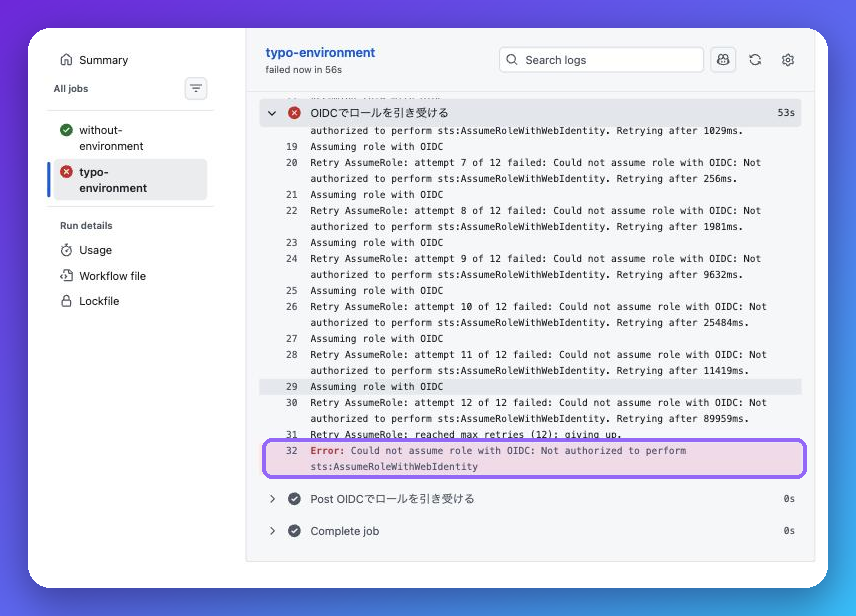 Summary
All jobs
without-
environment
typo-
environment
Run details
Usage
Workflow file
Lockfile
typo-environment
failed now in 56s
Search logs
OIDCでロールを引き受ける
53s
authorized to perform sts:AssumeRoleWithWebIdentity. Retrying after 1029ms.
19 Assuming role with OIDC
20 Retry AssumeRole: attempt 7 of 12 failed: Could not assume role with OIDC: Not
authorized to perform sts:AssumeRoleWithWebIdentity. Retrying after 256ms.
21 Assuming role with OIDC
22 Retry AssumeRole: attempt 8 of 12 failed: Could not assume role with OIDC: Not
authorized to perform sts:AssumeRoleWithWebIdentity. Retrying after 1981ms.
23 Assuming role with OIDC
24 Retry AssumeRole: attempt 9 of 12 failed: Could not assume role with OIDC: Not
authorized to perform sts:AssumeRoleWithWebIdentity. Retrying after 9632ms.
25 Assuming role with OIDC
26 Retry AssumeRole: attempt 10 of 12 failed: Could not assume role with OIDC: Not
authorized to perform sts:AssumeRoleWithWebIdentity. Retrying after 25484ms.
27 Assuming role with OIDC
28 Retry AssumeRole: attempt 11 of 12 failed: Could not assume role with OIDC: Not
authorized to perform sts:AssumeRoleWithWebIdentity. Retrying after 11419ms.
29 Assuming role with OIDC
30 Retry AssumeRole: attempt 12 of 12 failed: Could not assume role with OIDC: Not
authorized to perform sts:AssumeRoleWithWebIdentity. Retrying after 89959ms.
31 Retry AssumeRole: reached max retries (12); giving up.
32 Error: Could not assume role with OIDC: Not authorized to perform
sts:AssumeRoleWithWebIdentity
Post OIDCでロールを引き受ける
0s
Complete job
0s